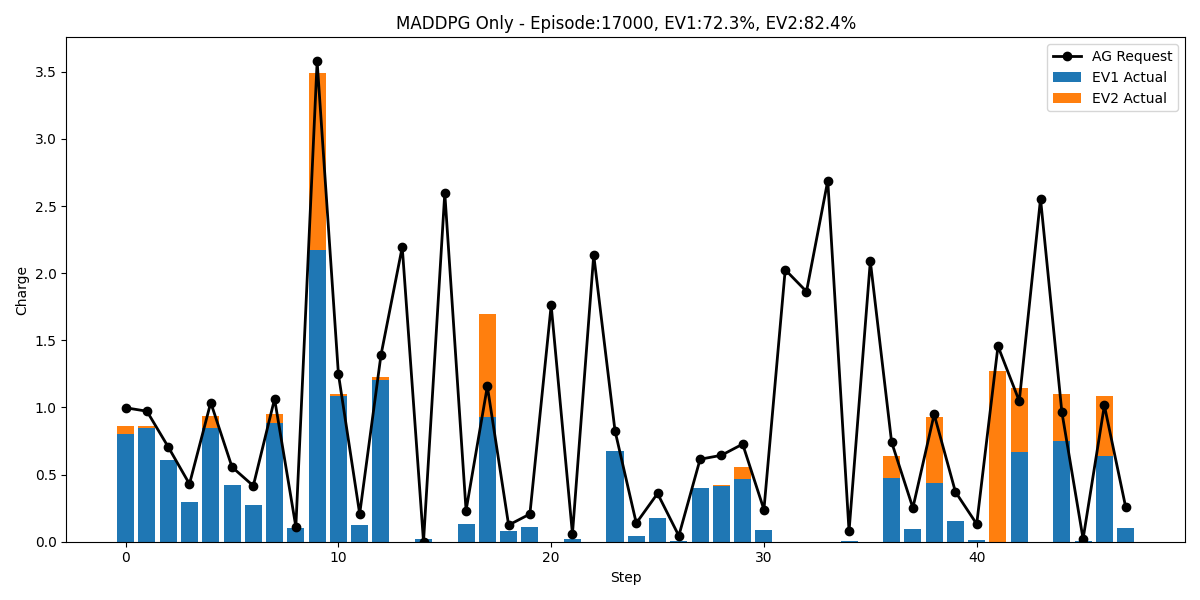 MADDPG Only - Episode:17000, EV1:72.3%, EV2:82.4%
AG Request
EV1 Actual
EV2 Actual
Charge
3.5
3.0
2.5
2.0
1.5
1.0
0.5
0.0
0
10
20
30
40
Step